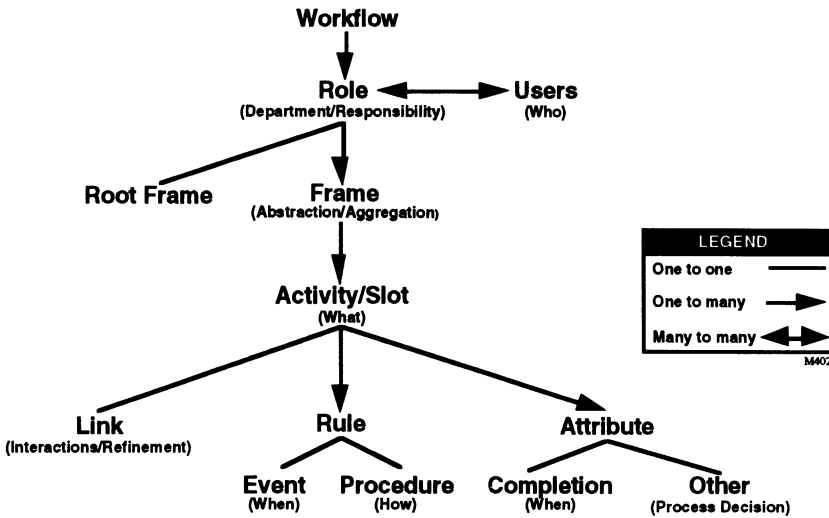 Workflow
Role
(Department/Responsibility)
Users
(Who)
Root Frame
Frame
(Abstraction/Aggregation)
Activity/Slot
(What)
LEGEND
One to one
One to many
Many to many
M402
Link
(Interactions/Refinement)
Rule
Attribute
Event
(When)
Procedure
(How)
Completion
(When)
Other
(Process Decision)